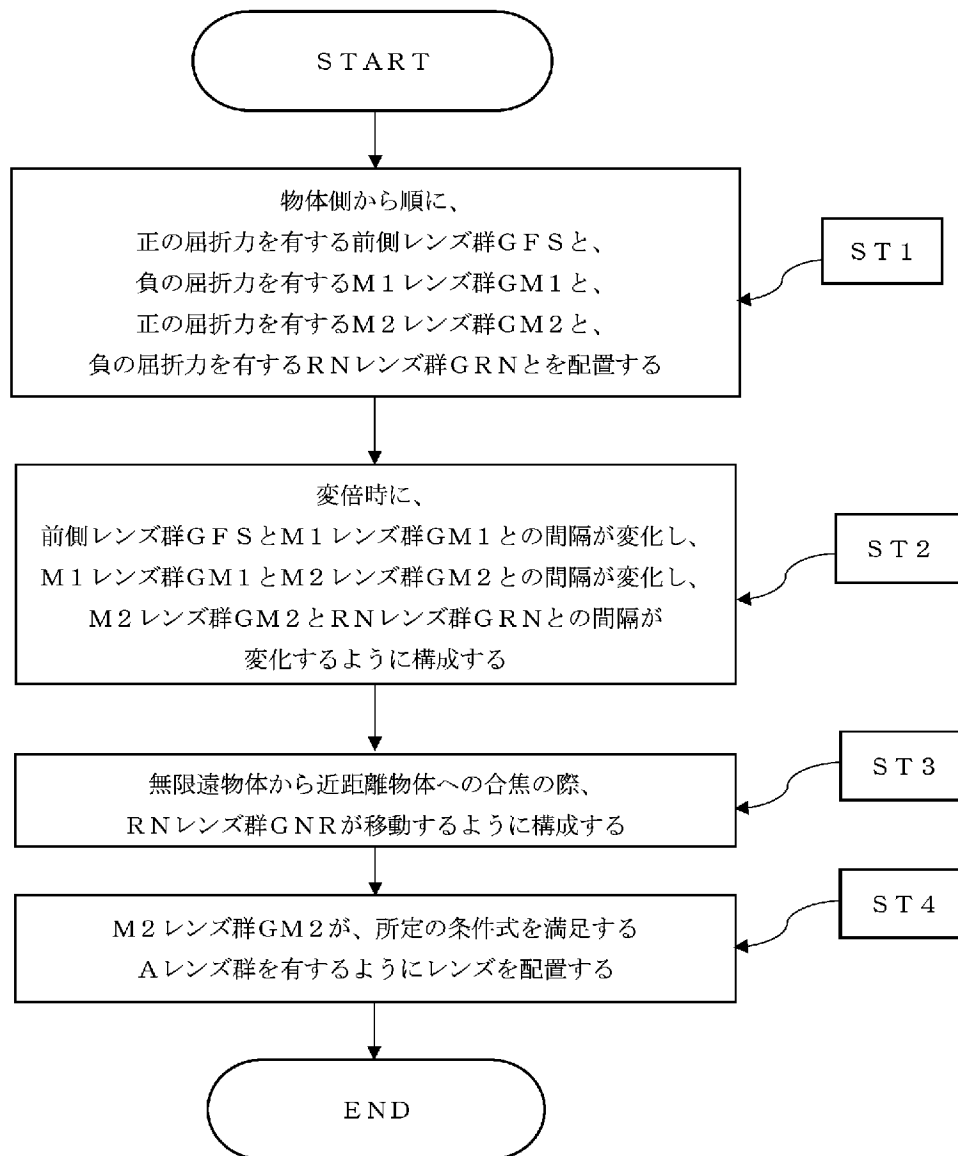 ＳＴＡＲＴ
物体側から順に、
正の屈折力を有する前側レンズ群ＧＦＳと、
負の屈折力を有するＭ１レンズ群ＧＭ１と、
正の屈折力を有するＭ２レンズ群ＧＭ２と、
負の屈折力を有するＲＮレンズ群ＧＲＮとを配置する
ＳＴ１
変倍時に、
前側レンズ群ＧＦＳとＭ１レンズ群ＧＭ１との間隔が変化し、
Ｍ１レンズ群ＧＭ１とＭ２レンズ群ＧＭ２との間隔が変化し、
Ｍ２レンズ群ＧＭ２とＲＮレンズ群ＧＲＮとの間隔が
変化するように構成する
ＳＴ２
無限遠物体から近距離物体への合焦の際、
ＲＮレンズ群ＧＮＲが移動するように構成する
ＳＴ３
Ｍ２レンズ群ＧＭ２が、所定の条件式を満足する
Ａレンズ群を有するようにレンズを配置する
ＳＴ４
ＥＮＤ